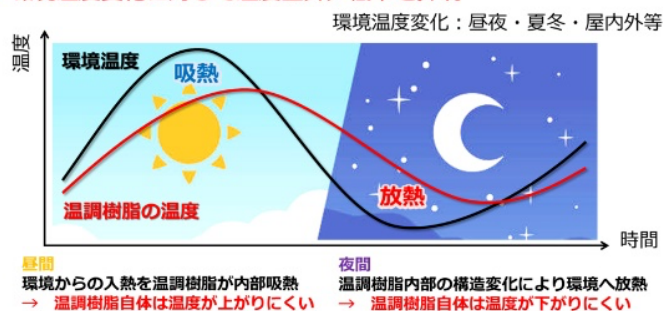 環境温度変化：昼夜・夏冬・屋内外等
温度
環境温度
吸熱
温調樹脂の温度
放熱
時間
昼間
環境からの入熱を温調樹脂が内部吸熱
→ 温調樹脂自体は温度が上がりにくい
夜間
温調樹脂内部の構造変化により環境へ放熱
→ 温調樹脂自体は温度が下がりにくい